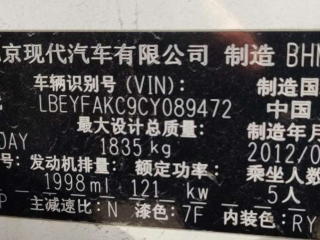 京现代汽车有限公司 制造 BHM
车辆识别号(VIN): 制造国
LBEYFAKC9CY089472 中国
最大设计总质量 制造年月
DAY 1835 kg 2012/0
号 发动机排量: 额定功率: 乘坐人数
1998 ml 121 kw 5人
P 主减速比: N 漆色: 7F 内装色: RY